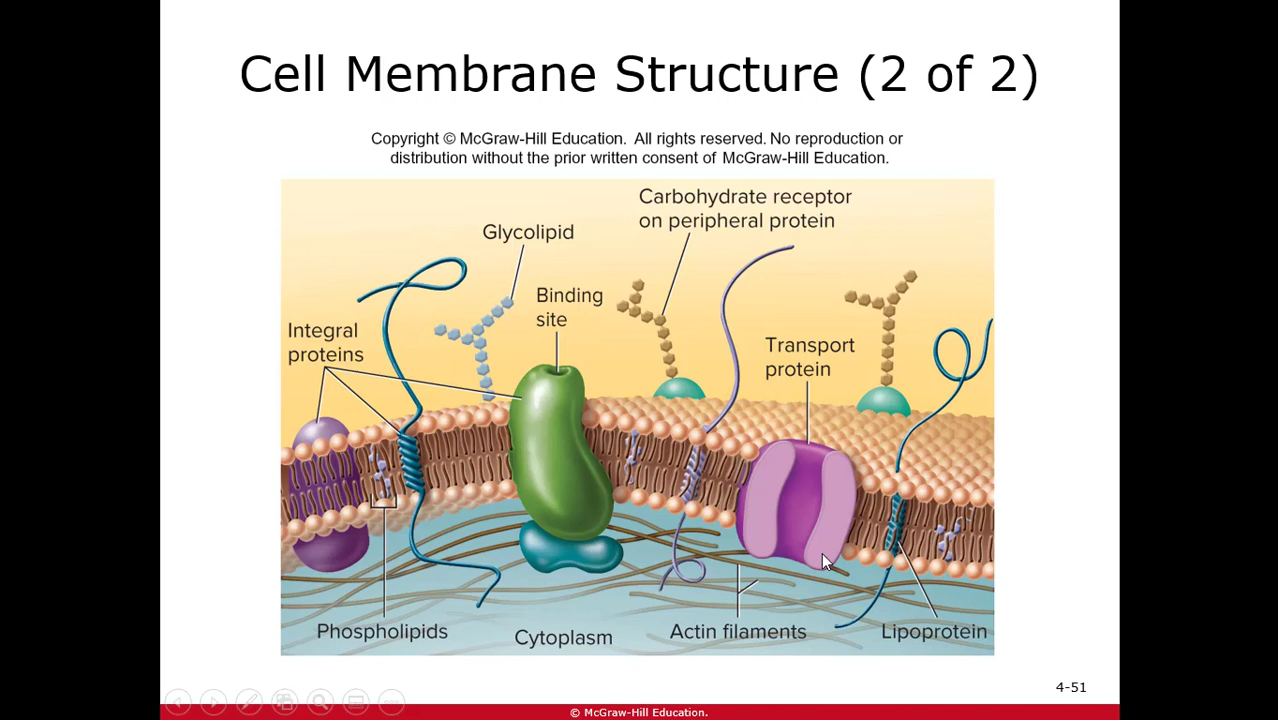 Cell Membrane Structure (2 of 2)
Copyright © McGraw-Hill Education. All rights reserved. No reproduction or
distribution without the prior written consent of McGraw-Hill Education.
Carbohydrate receptor
on peripheral protein
Glycolipid
Binding
site
Integral
proteins
Transport
protein
Phospholipids
Cytoplasm
Actin filaments
Lipoprotein
4-51
© McGraw-Hill Education.